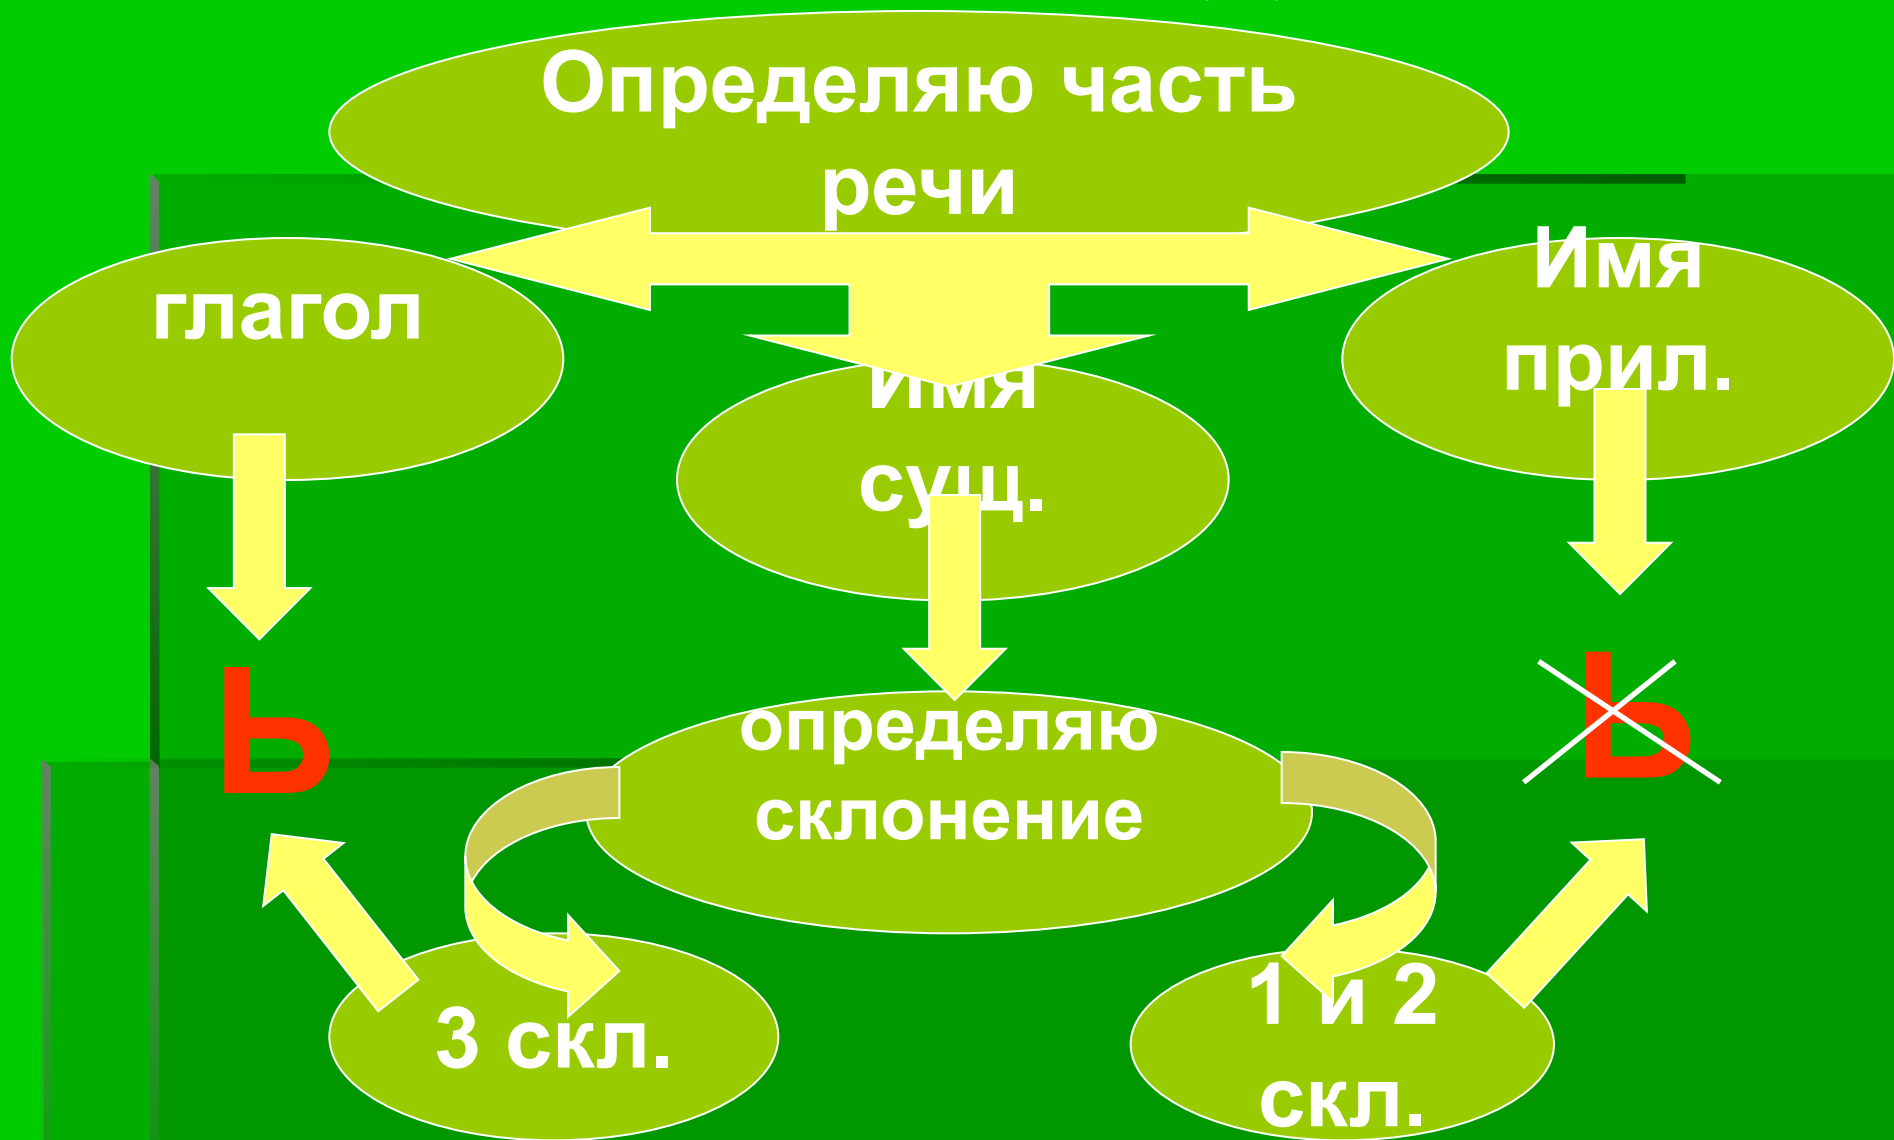 Определяю часть
речи
глагол
Имя
сущ.
Имя
прил.
Ь
определяю
склонение
Ь
3 скл.
1 и 2
скл.